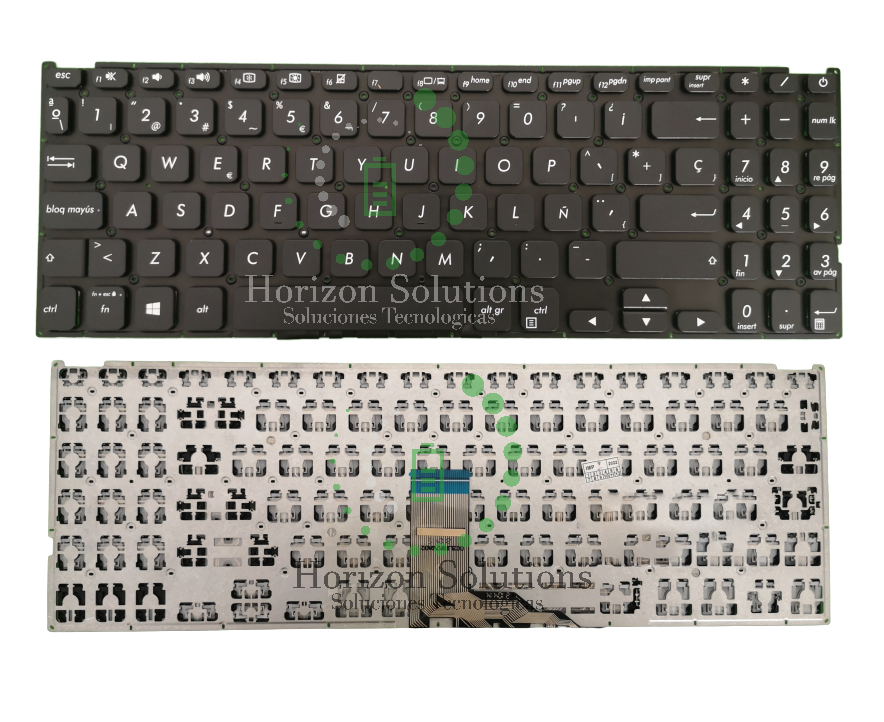 esc f1 f2 f3 f4 f5 f6 f7 f8 f9 home f10 end f11 pgup f12 pgdn imp pant supr insert * /
ª º \ ! 1 " 2 @ · 3 # $ 4 ~ % 5 € & 6 / 7 ( 8 ) 9 = 0 ? ' ¿ ¡ + - num lk
Q W E € R T Y U I O P ^ ` [ * + ] Ç } 7 inicio 8 9 re pág
bloq mayús A S D F G H J K L Ñ ¨ ´ { 4 5 6
> < Z X C V B N M ; , : . _ - 1 fin 2 3 av pág
Horizon Solutions
ctrl fn + esc fn alt alt gr ctrl 0 insert . supr
Soluciones Tecnologicas
Horizon Solutions
Soluciones Tecnologicas